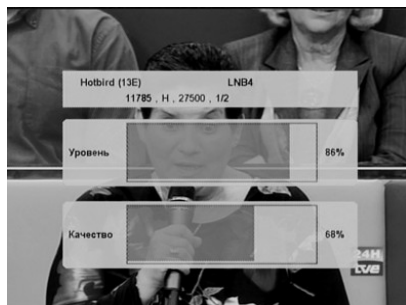 Hotbird (13E) LNB4
11785 , H , 27500 , 1/2
Уровень 86%
Качество 68%
24H
tve